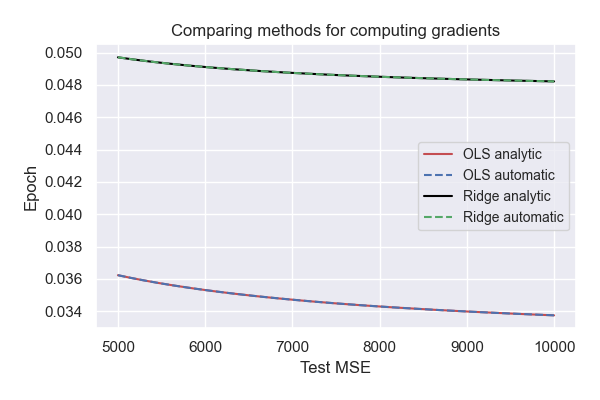 Comparing methods for computing gradients
0.050
0.048
0.046
0.044
0.042
0.040
0.038
0.036
0.034
Epoch
OLS analytic
OLS automatic
Ridge analytic
Ridge automatic
5000 6000 7000 8000 9000 10000
Test MSE